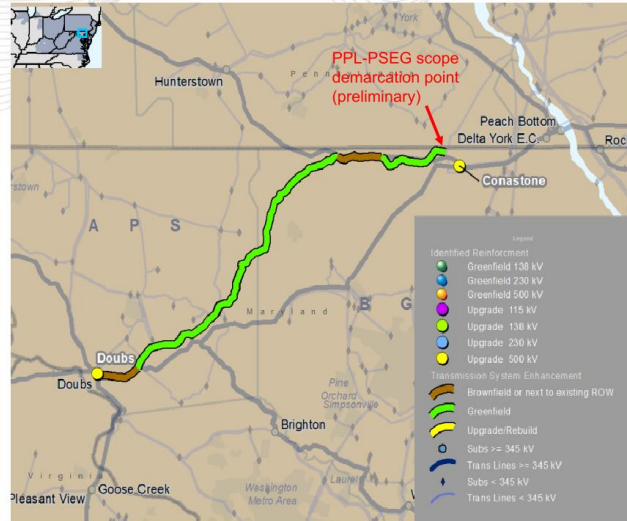 York
PPL-PSEG scope
demarcation point
(preliminary)
Hunterstown
Peach Bottom
Delta York E.C.
Roc
Conastone
A P S
Maryland
B G
Doubs
Doubs
Pine
Orchard
Simpsonville
Brighton
Laurel
Washington
Metro Area
Virginia
Pleasant View
Goose Creek
Legend
Identified Reinforcment
Greenfield 138 kV
Greenfield 230 kV
Greenfield 500 kV
Upgrade 115 kV
Upgrade 138 kV
Upgrade 230 kV
Upgrade 500 kV
Transmission System Enhancement
Brownfield or next to existing ROW
Greenfield
Upgrade/Rebuild
Subs >= 345 kV
Trans Lines >= 345 kV
Subs < 345 kV
Trans Lines < 345 kV